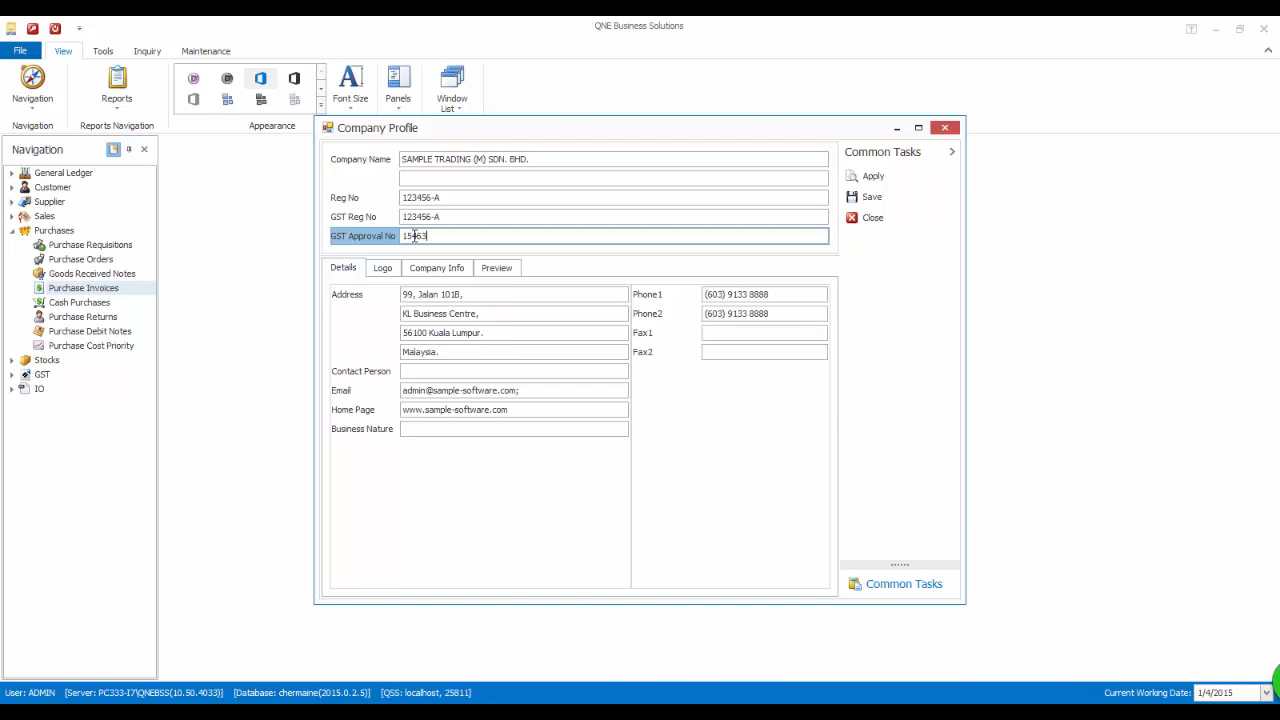 QNE Business Solutions
File View Tools Inquiry Maintenance
Navigation Reports Font Size Panels Window List
Navigation Reports Navigation Appearance
Navigation
General Ledger
Customer
Supplier
Sales
Purchases
Purchase Requisitions
Purchase Orders
Goods Received Notes
Purchase Invoices
Cash Purchases
Purchase Returns
Purchase Debit Notes
Purchase Cost Priority
Stocks
GST
IO
Company Profile
Company Name SAMPLE TRADING (M) SDN. BHD.
Reg No 123456-A
GST Reg No 123456-A
GST Approval No
Details Logo Company Info Preview
Address 99, Jalan 101B,
KL Business Centre,
56100 Kuala Lumpur.
Malaysia.
Contact Person
Email admin@sample-software.com;
Home Page www.sample-software.com
Business Nature
Phone1 (603) 9133 8888
Phone2 (603) 9133 8888
Fax1
Fax2
Common Tasks
Apply
Save
Close
Common Tasks
User: ADMIN [Server: PC333-I7\QNEBSS(10.50.4033)] [Database: chermaine(2015.0.2.5)] [QSS: localhost, 25811] Current Working Date: 1/4/2015